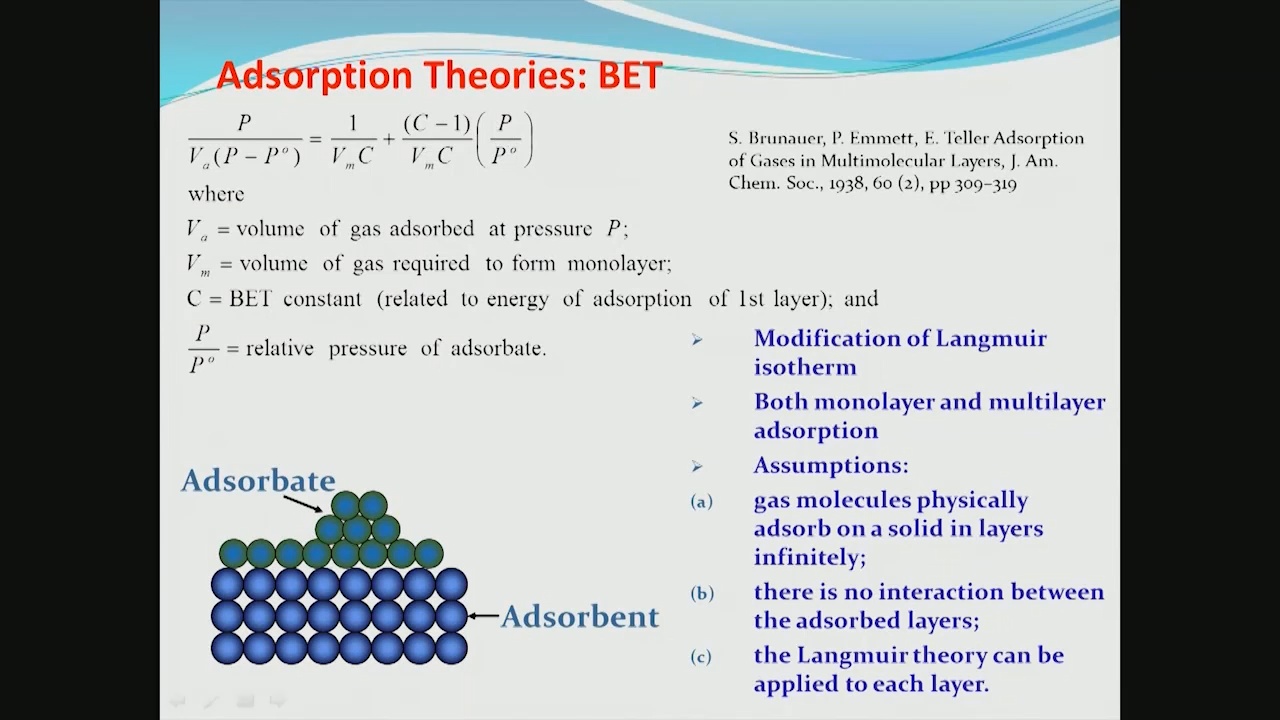 Adsorption Theories: BET
P / V_a (P − P°) = 1 / V_m C + (C − 1) / V_m C (P / P°)
S. Brunauer, P. Emmett, E. Teller Adsorption
of Gases in Multimolecular Layers, J. Am.
Chem. Soc., 1938, 60 (2), pp 309–319
where
V_a = volume of gas adsorbed at pressure P;
V_m = volume of gas required to form monolayer;
C = BET constant (related to energy of adsorption of 1st layer); and
P / P° = relative pressure of adsorbate.
Modification of Langmuir
isotherm
Both monolayer and multilayer
adsorption
Assumptions:
(a) gas molecules physically
adsorb on a solid in layers
infinitely;
(b) there is no interaction between
the adsorbed layers;
(c) the Langmuir theory can be
applied to each layer.
Adsorbate
Adsorbent